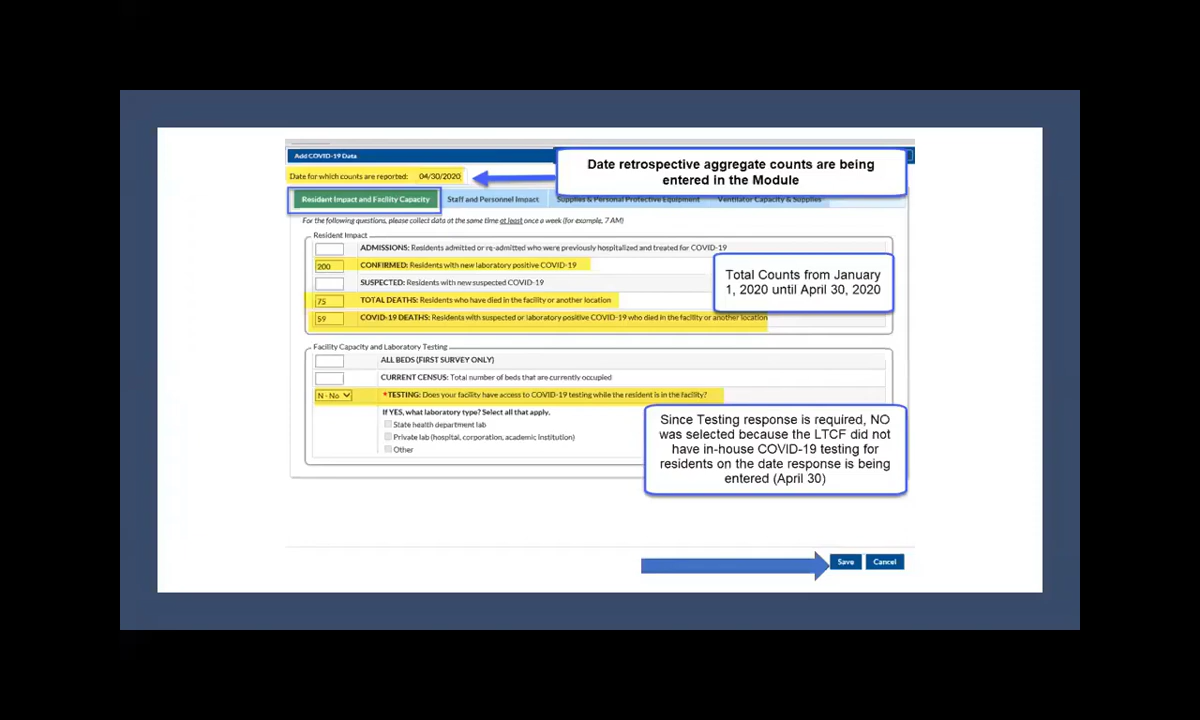 Add COVID-19 Data
Date for which counts are reported: 04/30/2020
Date retrospective aggregate counts are being
entered in the Module
Resident Impact and Facility Capacity
Staff and Personnel Impact
Supplies & Personal Protective Equipment
Ventilator Capacity & Supplies
For the following questions, please collect data at the same time at least once a week (for example, 7 AM)
Resident Impact
ADMISSIONS: Residents admitted or re-admitted who were previously hospitalized and treated for COVID-19
200 CONFIRMED: Residents with new laboratory positive COVID-19
SUSPECTED: Residents with new suspected COVID-19
75 TOTAL DEATHS: Residents who have died in the facility or another location
59 COVID-19 DEATHS: Residents with suspected or laboratory positive COVID-19 who died in the facility or another location
Total Counts from January
1, 2020 until April 30, 2020
Facility Capacity and Laboratory Testing
ALL BEDS (FIRST SURVEY ONLY)
CURRENT CENSUS: Total number of beds that are currently occupied
N - No *TESTING: Does your facility have access to COVID-19 testing while the resident is in the facility?
If YES, what laboratory type? Select all that apply.
State health department lab
Private lab (hospital, corporation, academic institution)
Other
Since Testing response is required, NO
was selected because the LTCF did not
have in-house COVID-19 testing for
residents on the date response is being
entered (April 30)
Save
Cancel